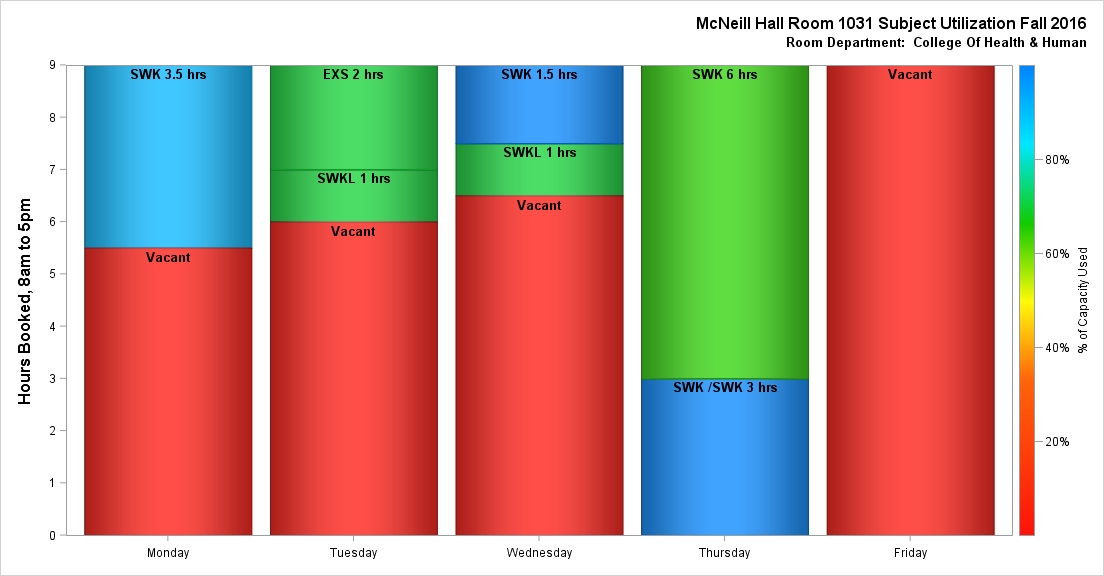 McNeill Hall Room 1031 Subject Utilization Fall 2016
Room Department:  College Of Health & Human
Hours Booked, 8am to 5pm
9
8
7
6
5
4
3
2
1
0
SWK 3.5 hrs
Vacant
EXS 2 hrs
SWKL 1 hrs
Vacant
SWK 1.5 hrs
SWKL 1 hrs
Vacant
SWK 6 hrs
SWK /SWK 3 hrs
Vacant
Monday
Tuesday
Wednesday
Thursday
Friday
80%
60%
40%
20%
% of Capacity Used